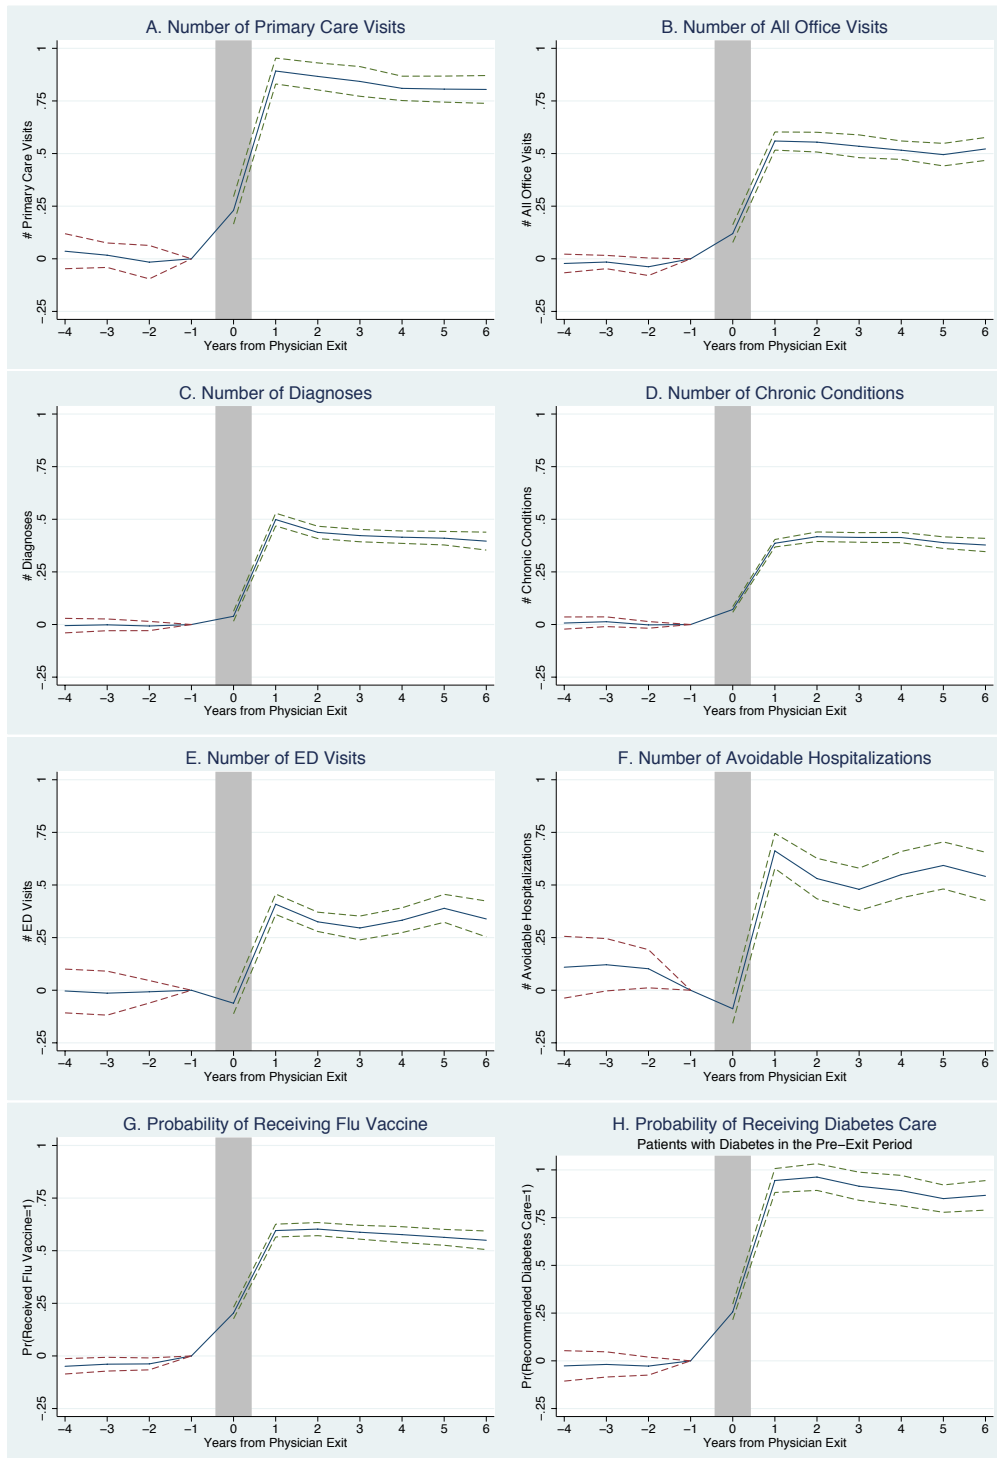 A. Number of Primary Care Visits
# Primary Care Visits
1
.75
.5
.25
0
−.25
−4 −3 −2 −1 0 1 2 3 4 5 6
Years from Physician Exit
B. Number of All Office Visits
# All Office Visits
1
.75
.5
.25
0
−.25
−4 −3 −2 −1 0 1 2 3 4 5 6
Years from Physician Exit
C. Number of Diagnoses
# Diagnoses
1
.75
.5
.25
0
−.25
−4 −3 −2 −1 0 1 2 3 4 5 6
Years from Physician Exit
D. Number of Chronic Conditions
# Chronic Conditions
1
.75
.5
.25
0
−.25
−4 −3 −2 −1 0 1 2 3 4 5 6
Years from Physician Exit
E. Number of ED Visits
# ED Visits
1
.75
.5
.25
0
−.25
−4 −3 −2 −1 0 1 2 3 4 5 6
Years from Physician Exit
F. Number of Avoidable Hospitalizations
# Avoidable Hospitalizations
1
.75
.5
.25
0
−.25
−4 −3 −2 −1 0 1 2 3 4 5 6
Years from Physician Exit
G. Probability of Receiving Flu Vaccine
Pr(Received Flu Vaccine=1)
1
.75
.5
.25
0
−.25
−4 −3 −2 −1 0 1 2 3 4 5 6
Years from Physician Exit
H. Probability of Receiving Diabetes Care
Patients with Diabetes in the Pre−Exit Period
Pr(Recommended Diabetes Care=1)
1
.75
.5
.25
0
−.25
−4 −3 −2 −1 0 1 2 3 4 5 6
Years from Physician Exit